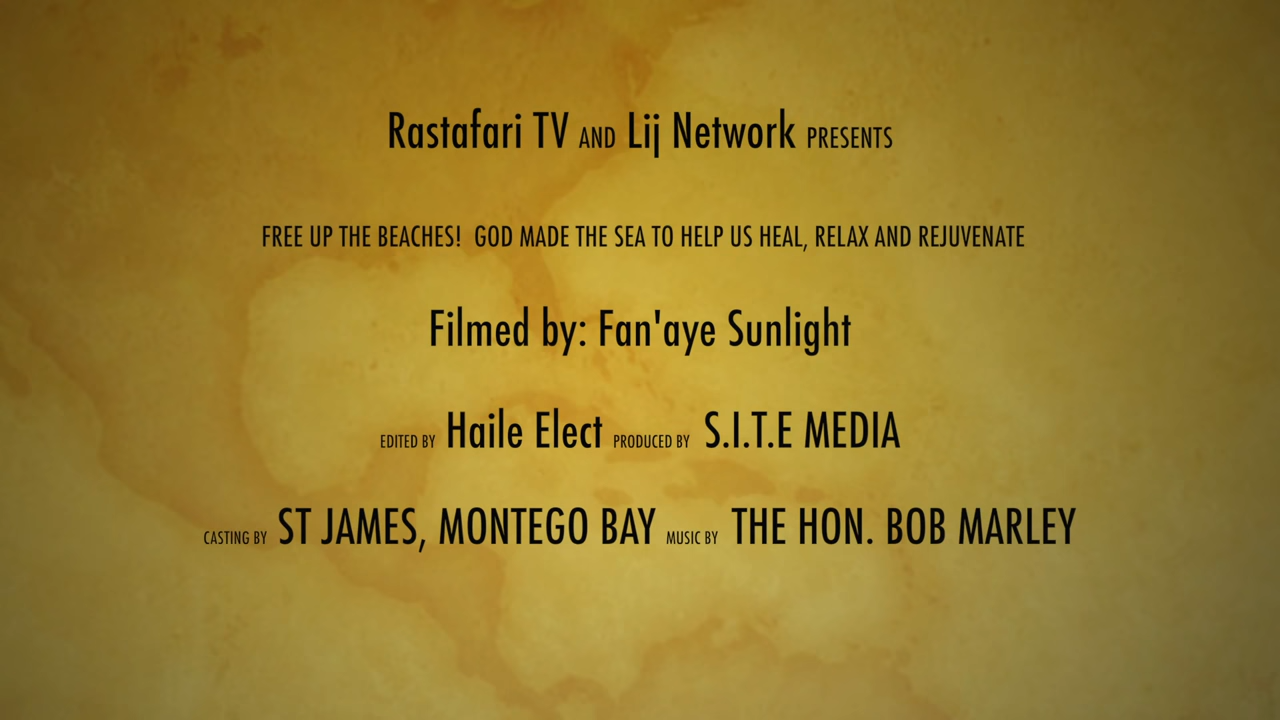 Rastafari TV AND Lij Network PRESENTS
FREE UP THE BEACHES! GOD MADE THE SEA TO HELP US HEAL, RELAX AND REJUVENATE
Filmed by: Fan'aye Sunlight
EDITED BY Haile Elect PRODUCED BY S.I.T.E MEDIA
CASTING BY ST JAMES, MONTEGO BAY MUSIC BY THE HON. BOB MARLEY